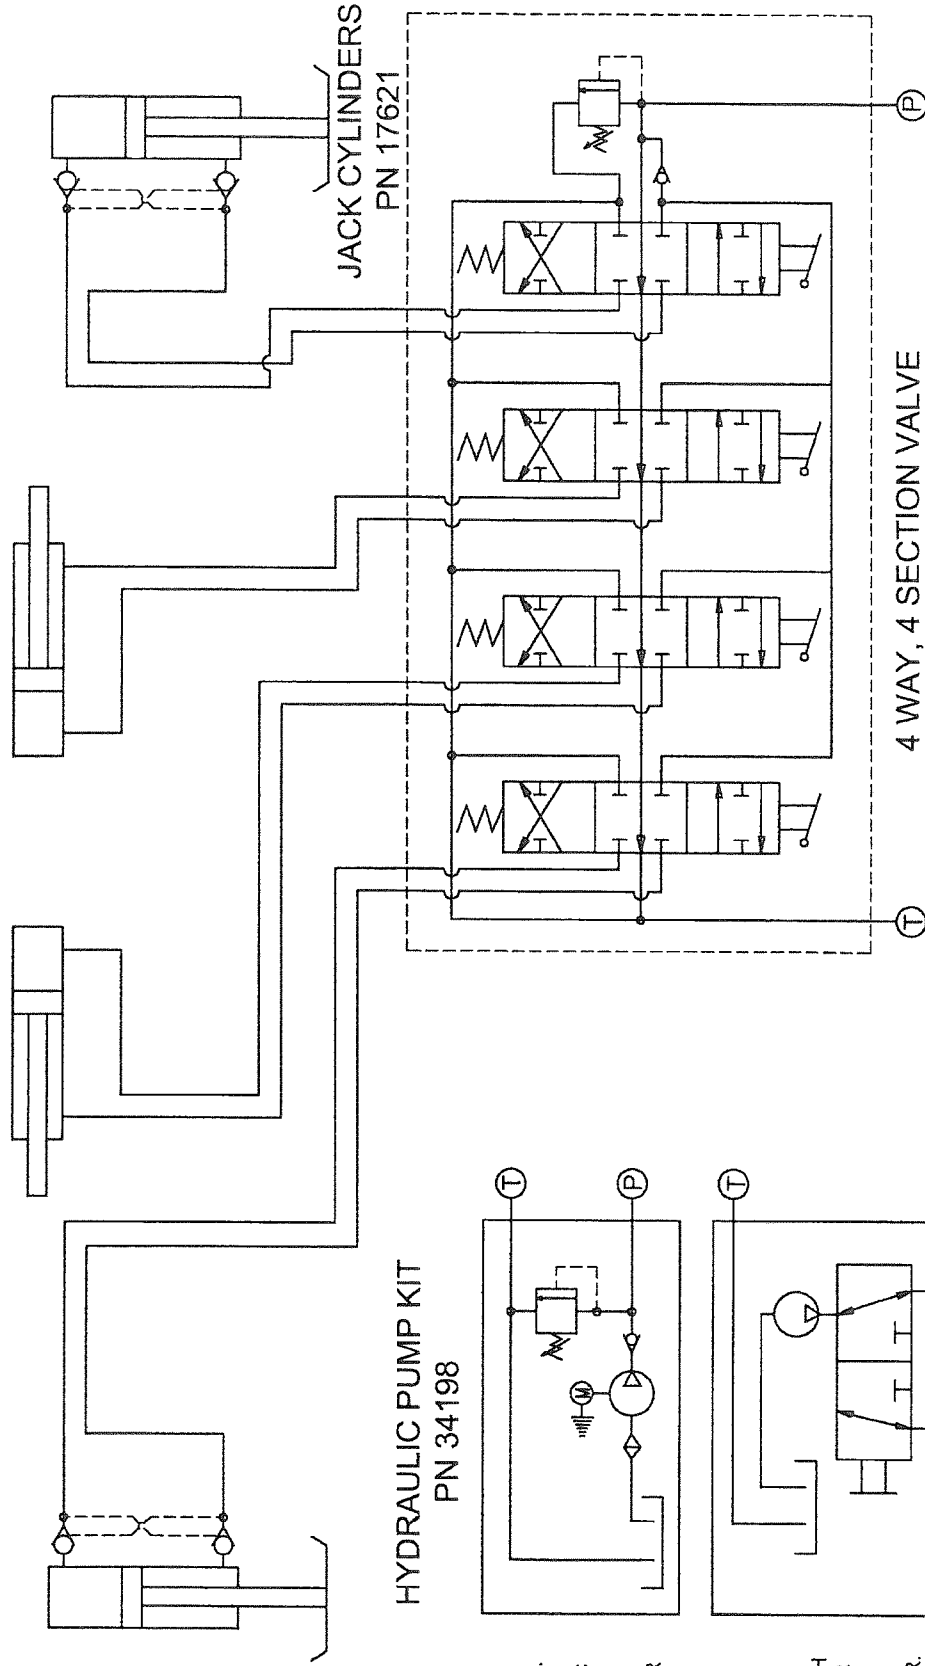 JACK CYLINDERS
PN 17621
P
4 WAY, 4 SECTION VALVE
T
HYDRAULIC PUMP KIT
PN 34198
T
P
M
T